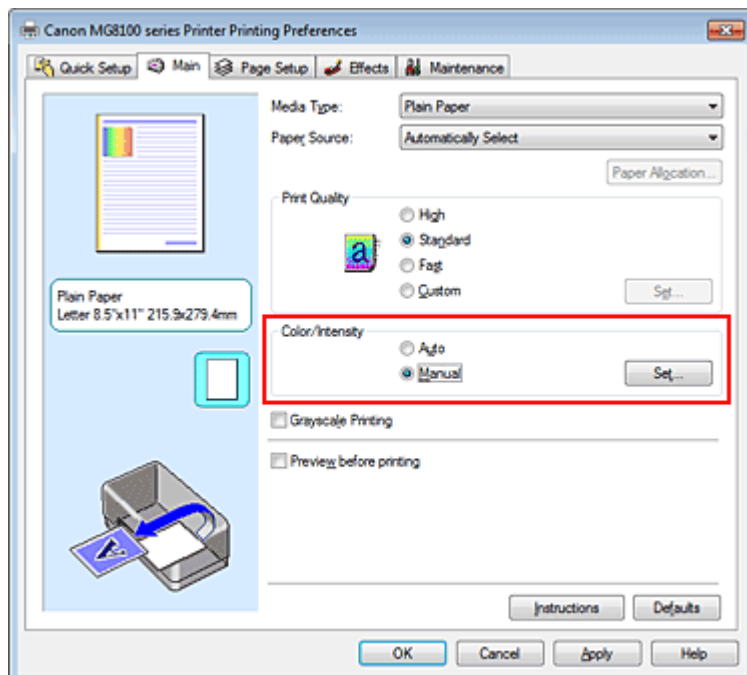 Canon MG8100 series Printer Printing Preferences
Quick Setup Main Page Setup Effects Maintenance
Media Type: Plain Paper
Paper Source: Automatically Select
Paper Allocation...
Print Quality
High
a Standard
Fast
Custom Set...
Plain Paper
Letter 8.5"x11" 215.9x279.4mm
Color/Intensity
Auto
Manual Set...
Grayscale Printing
Preview before printing
A
Instructions Defaults
OK Cancel Apply Help